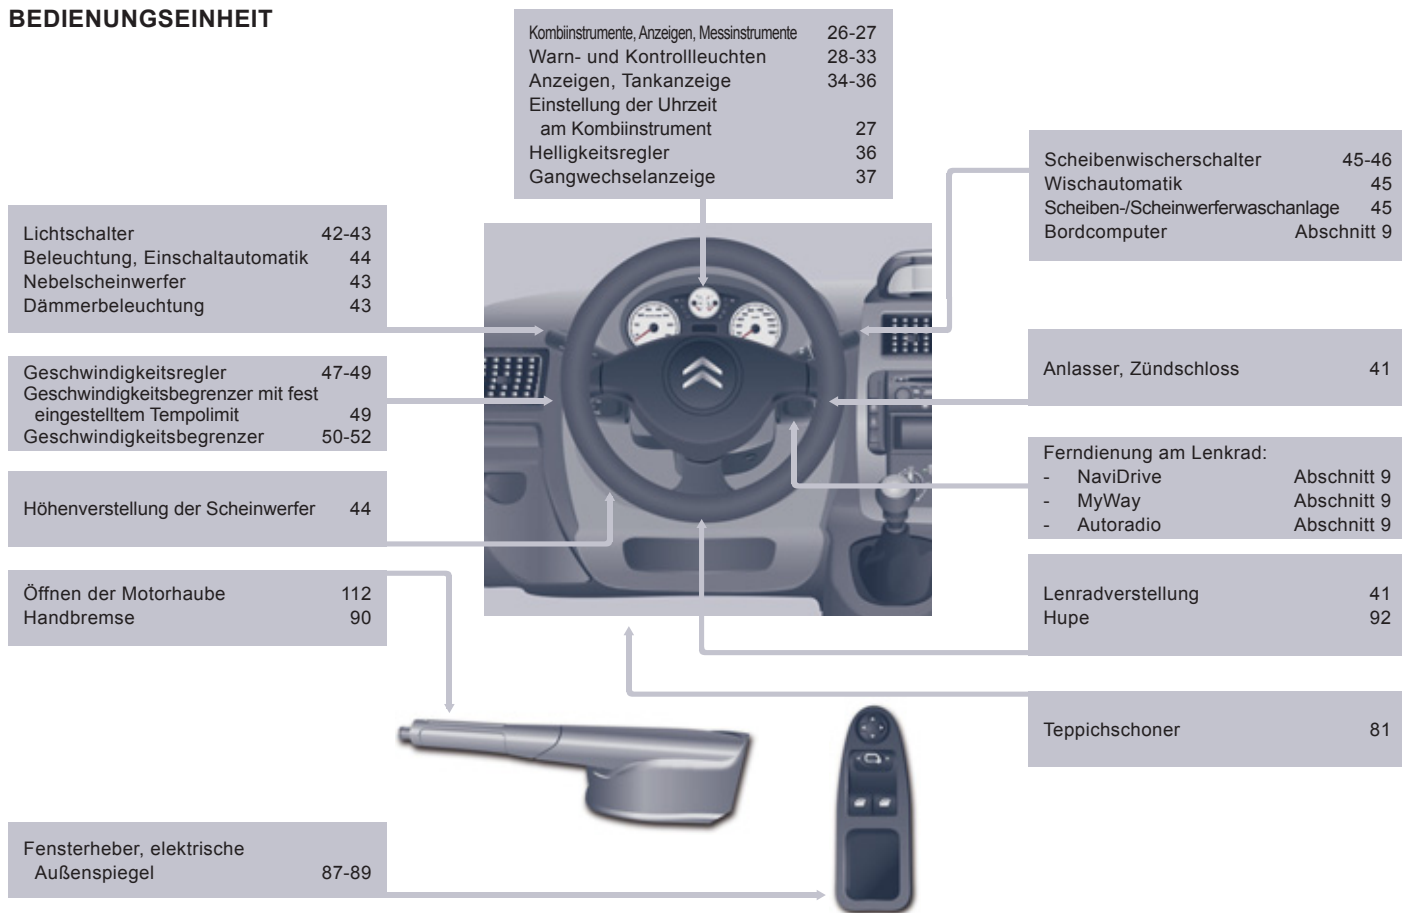 BEDIENUNGSEINHEIT
Kombiinstrumente, Anzeigen, Messinstrumente 26-27
Warn- und Kontrollleuchten 28-33
Anzeigen, Tankanzeige 34-36
Einstellung der Uhrzeit
am Kombiinstrument 27
Helligkeitsregler 36
Gangwechselanzeige 37
Lichtschalter 42-43
Beleuchtung, Einschaltautomatik 44
Nebelscheinwerfer 43
Dämmerbeleuchtung 43
Geschwindigkeitsregler 47-49
Geschwindigkeitsbegrenzer mit fest
eingestelltem Tempolimit 49
Geschwindigkeitsbegrenzer 50-52
Höhenverstellung der Scheinwerfer 44
Öffnen der Motorhaube 112
Handbremse 90
Fensterheber, elektrische
Außenspiegel 87-89
Scheibenwischerschalter 45-46
Wischautomatik 45
Scheiben-/Scheinwerferwaschanlage 45
Bordcomputer Abschnitt 9
Anlasser, Zündschloss 41
Ferndienung am Lenkrad:
- NaviDrive Abschnitt 9
- MyWay Abschnitt 9
- Autoradio Abschnitt 9
Lenradverstellung 41
Hupe 92
Teppichschoner 81